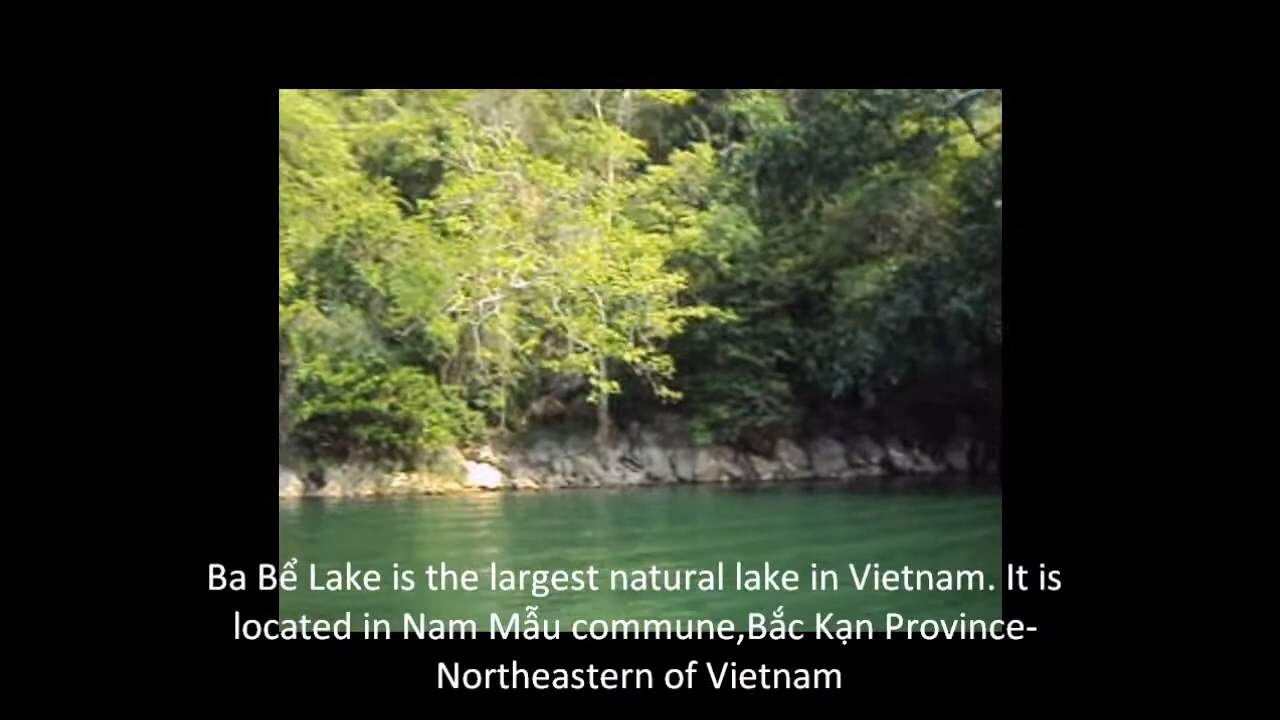 Ba Bể Lake is the largest natural lake in Vietnam. It is
located in Nam Mẫu commune,Bắc Kạn Province-
Northeastern of Vietnam